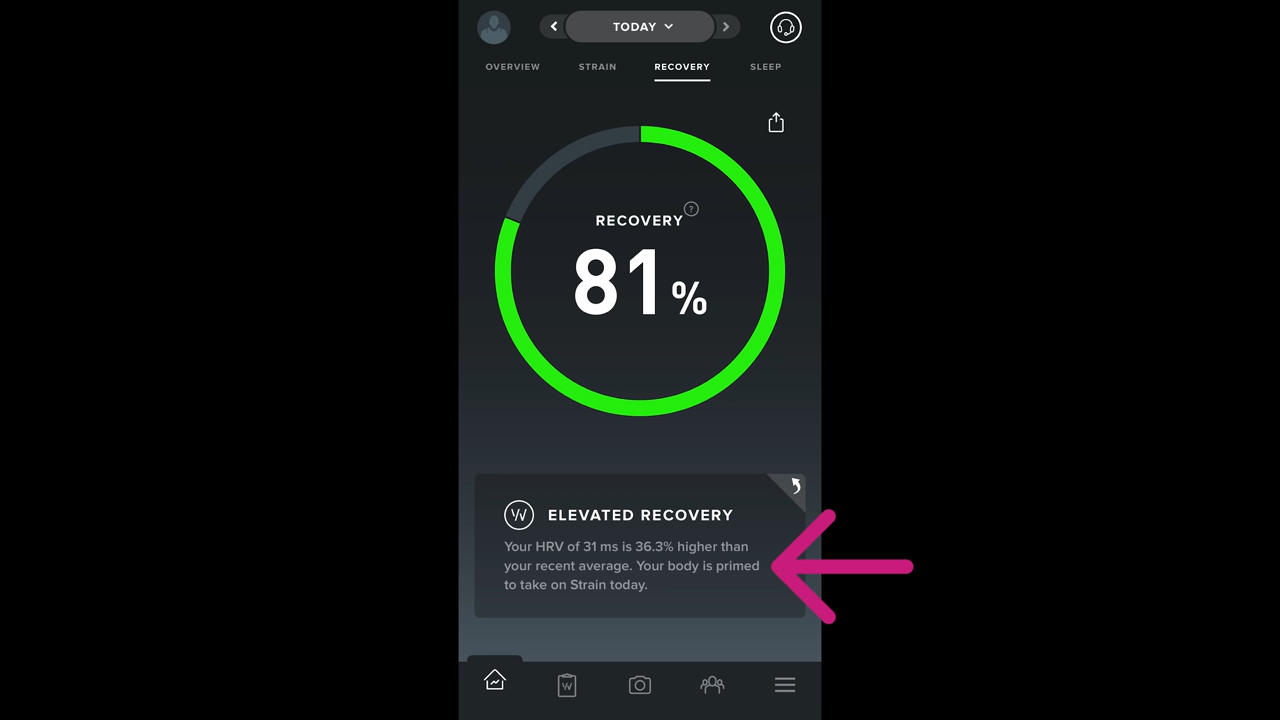 TODAY
OVERVIEW STRAIN RECOVERY SLEEP
RECOVERY ?
81%
W ELEVATED RECOVERY
Your HRV of 31 ms is 36.3% higher than
your recent average. Your body is primed
to take on Strain today.
W